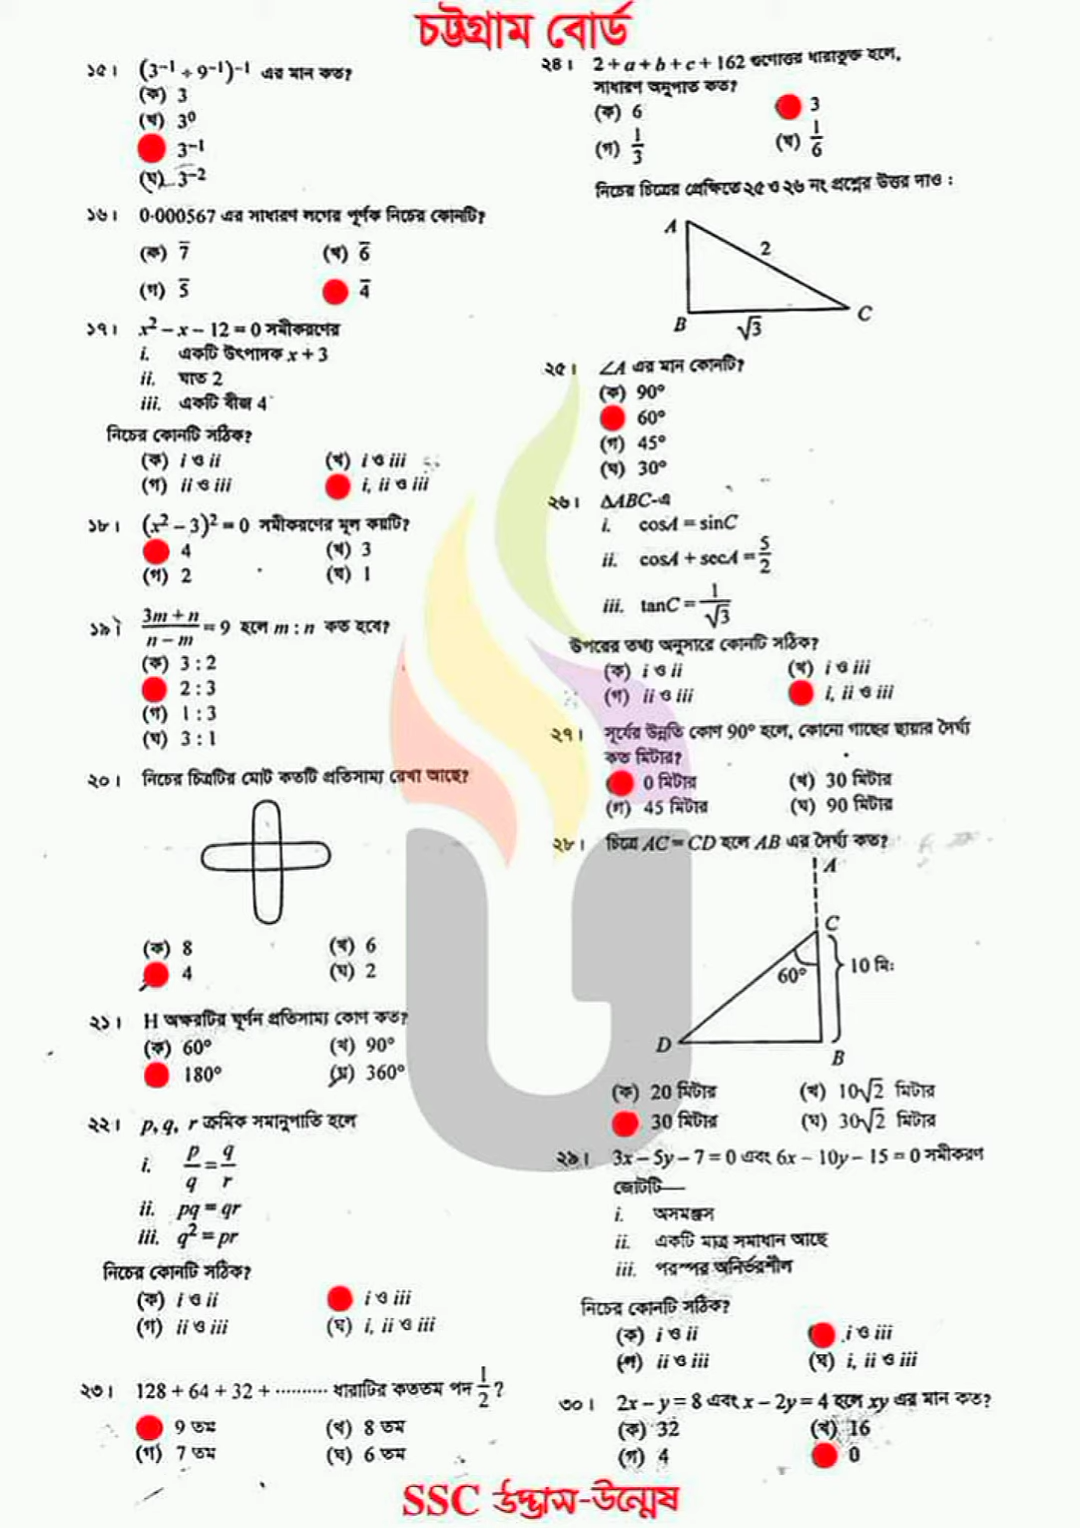 চট্টগ্রাম বোর্ড
১৫। (3⁻¹ ÷ 9⁻¹)⁻¹ এর মান কত?
(ক) 3
(খ) 3⁰
3⁻¹
(ঘ) 3⁻²
১৬। 0·000567 এর সাধারণ লগের পূর্ণক নিচের কোনটি?
(ক) 7̅ (খ) 6̅
(গ) 5̅ 4̅
১৭। x² – x – 12 = 0 সমীকরণের
i. একটি উৎপাদক x + 3
ii. ঘাত 2
iii. একটি বীজ 4
নিচের কোনটি সঠিক?
(ক) i ও ii (খ) i ও iii
(গ) ii ও iii i, ii ও iii
১৮। (x² – 3)² = 0 সমীকরণের মূল কয়টি?
4 (খ) 3
(গ) 2 (ঘ) 1
১৯। (3m + n)/(n – m) = 9 হলে m : n কত হবে?
(ক) 3 : 2
2 : 3
(গ) 1 : 3
(ঘ) 3 : 1
২০। নিচের চিত্রটির মোট কতটি প্রতিসাম্য রেখা আছে?
(ক) 8 (খ) 6
4 (ঘ) 2
২১। H অক্ষরটির ঘূর্ণন প্রতিসাম্য কোণ কত?
(ক) 60° (খ) 90°
180° (ঘ) 360°
২২। p, q, r ক্রমিক সমানুপাতি হলে
i. p/q = q/r
ii. pq = qr
iii. q² = pr
নিচের কোনটি সঠিক?
(ক) i ও ii i ও iii
(গ) ii ও iii (ঘ) i, ii ও iii
২৩। 128 + 64 + 32 + ·········· ধারাটির কততম পদ 1/2 ?
9 তম (খ) 8 তম
(গ) 7 তম (ঘ) 6 তম
২৪। 2 + a + b + c + 162 গুণোত্তর ধারাভুক্ত হলে,
সাধারণ অনুপাত কত?
(ক) 6 3
(গ) 1/3 (ঘ) 1/6
নিচের চিত্রের প্রেক্ষিতে ২৫ ও ২৬ নং প্রশ্নের উত্তর দাও :
A
2
B √3 C
২৫। ∠A এর মান কোনটি?
(ক) 90°
60°
(গ) 45°
(ঘ) 30°
২৬। ΔABC-এ
i. cosA = sinC
ii. cosA + secA = 5/2
iii. tanC = 1/√3
উপরের তথ্য অনুসারে কোনটি সঠিক?
(ক) i ও ii (খ) i ও iii
(গ) ii ও iii i, ii ও iii
২৭। সূর্যের উন্নতি কোণ 90° হলে, কোনো গাছের ছায়ার দৈর্ঘ্য
কত মিটার?
0 মিটার (খ) 30 মিটার
(গ) 45 মিটার (ঘ) 90 মিটার
২৮। চিত্রে AC = CD হলে AB এর দৈর্ঘ্য কত?
A
C
60° 10 মিঃ
D
B
(ক) 20 মিটার (খ) 10√2 মিটার
30 মিটার (ঘ) 30√2 মিটার
২৯। 3x – 5y – 7 = 0 এবং 6x – 10y – 15 = 0 সমীকরণ
জোটটি—
i. অসমঞ্জস
ii. একটি মাত্র সমাধান আছে
iii. পরস্পর অনির্ভরশীল
নিচের কোনটি সঠিক?
(ক) i ও ii i ও iii
(গ) ii ও iii (ঘ) i, ii ও iii
৩০। 2x – y = 8 এবং x – 2y = 4 হলে xy এর মান কত?
(ক) 32 (খ) 16
(গ) 4 0
SSC উদ্ভাস-উন্মেষ